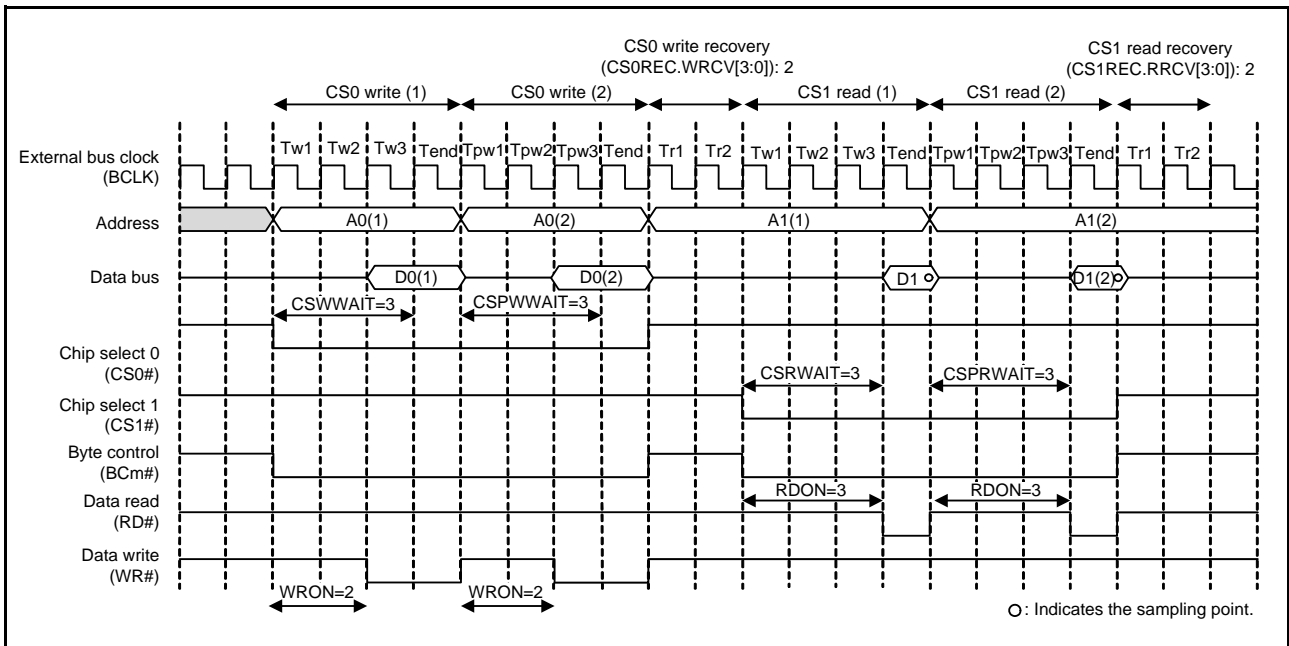 CS0 write recovery
(CS0REC.WRCV[3:0]): 2
CS1 read recovery
(CS1REC.RRCV[3:0]): 2
CS0 write (1) CS0 write (2) CS1 read (1) CS1 read (2)
Tw1 Tw2 Tw3 Tend Tpw1 Tpw2 Tpw3 Tend Tr1 Tr2 Tw1 Tw2 Tw3 Tend Tpw1 Tpw2 Tpw3 Tend Tr1 Tr2
External bus clock
(BCLK)
Address A0(1) A0(2) A1(1) A1(2)
Data bus D0(1) D0(2) D1 D1(2)
CSWWAIT=3 CSPWWAIT=3
Chip select 0
(CS0#)
CSRWAIT=3 CSPRWAIT=3
Chip select 1
(CS1#)
Byte control
(BCm#)
RDON=3 RDON=3
Data read
(RD#)
Data write
(WR#)
WRON=2 WRON=2
: Indicates the sampling point.